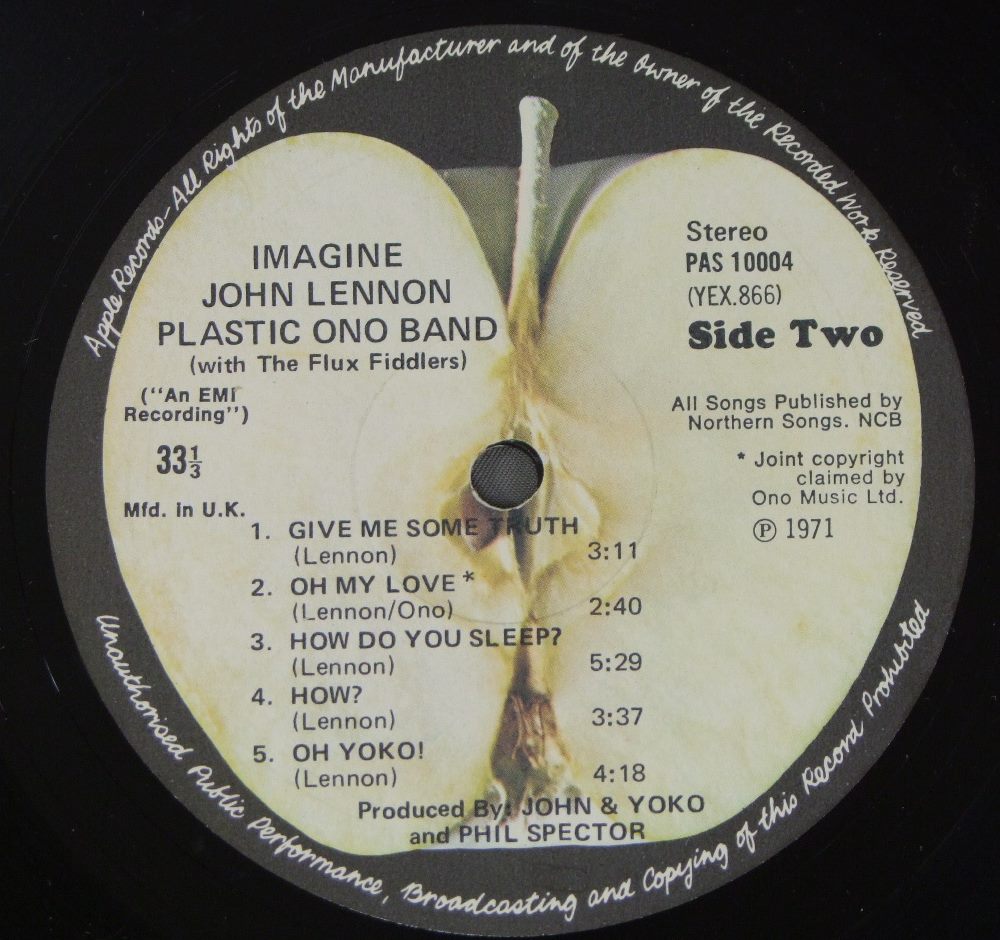 Apple Records - All Rights of the Manufacturer and of the Owner of the Recorded Work Reserved
IMAGINE
JOHN LENNON
PLASTIC ONO BAND
(with The Flux Fiddlers)
("An EMI
Recording")
33⅓
Mfd. in U.K.
Stereo
PAS 10004
(YEX.866)
Side Two
All Songs Published by
Northern Songs. NCB
* Joint copyright
claimed by
Ono Music Ltd.
Ⓟ 1971
1. GIVE ME SOME TRUTH
(Lennon) 3:11
2. OH MY LOVE *
(Lennon/Ono) 2:40
3. HOW DO YOU SLEEP?
(Lennon) 5:29
4. HOW?
(Lennon) 3:37
5. OH YOKO!
(Lennon) 4:18
Produced By: JOHN & YOKO
and PHIL SPECTOR
Unauthorised Public Performance, Broadcasting and Copying of this Record Prohibited